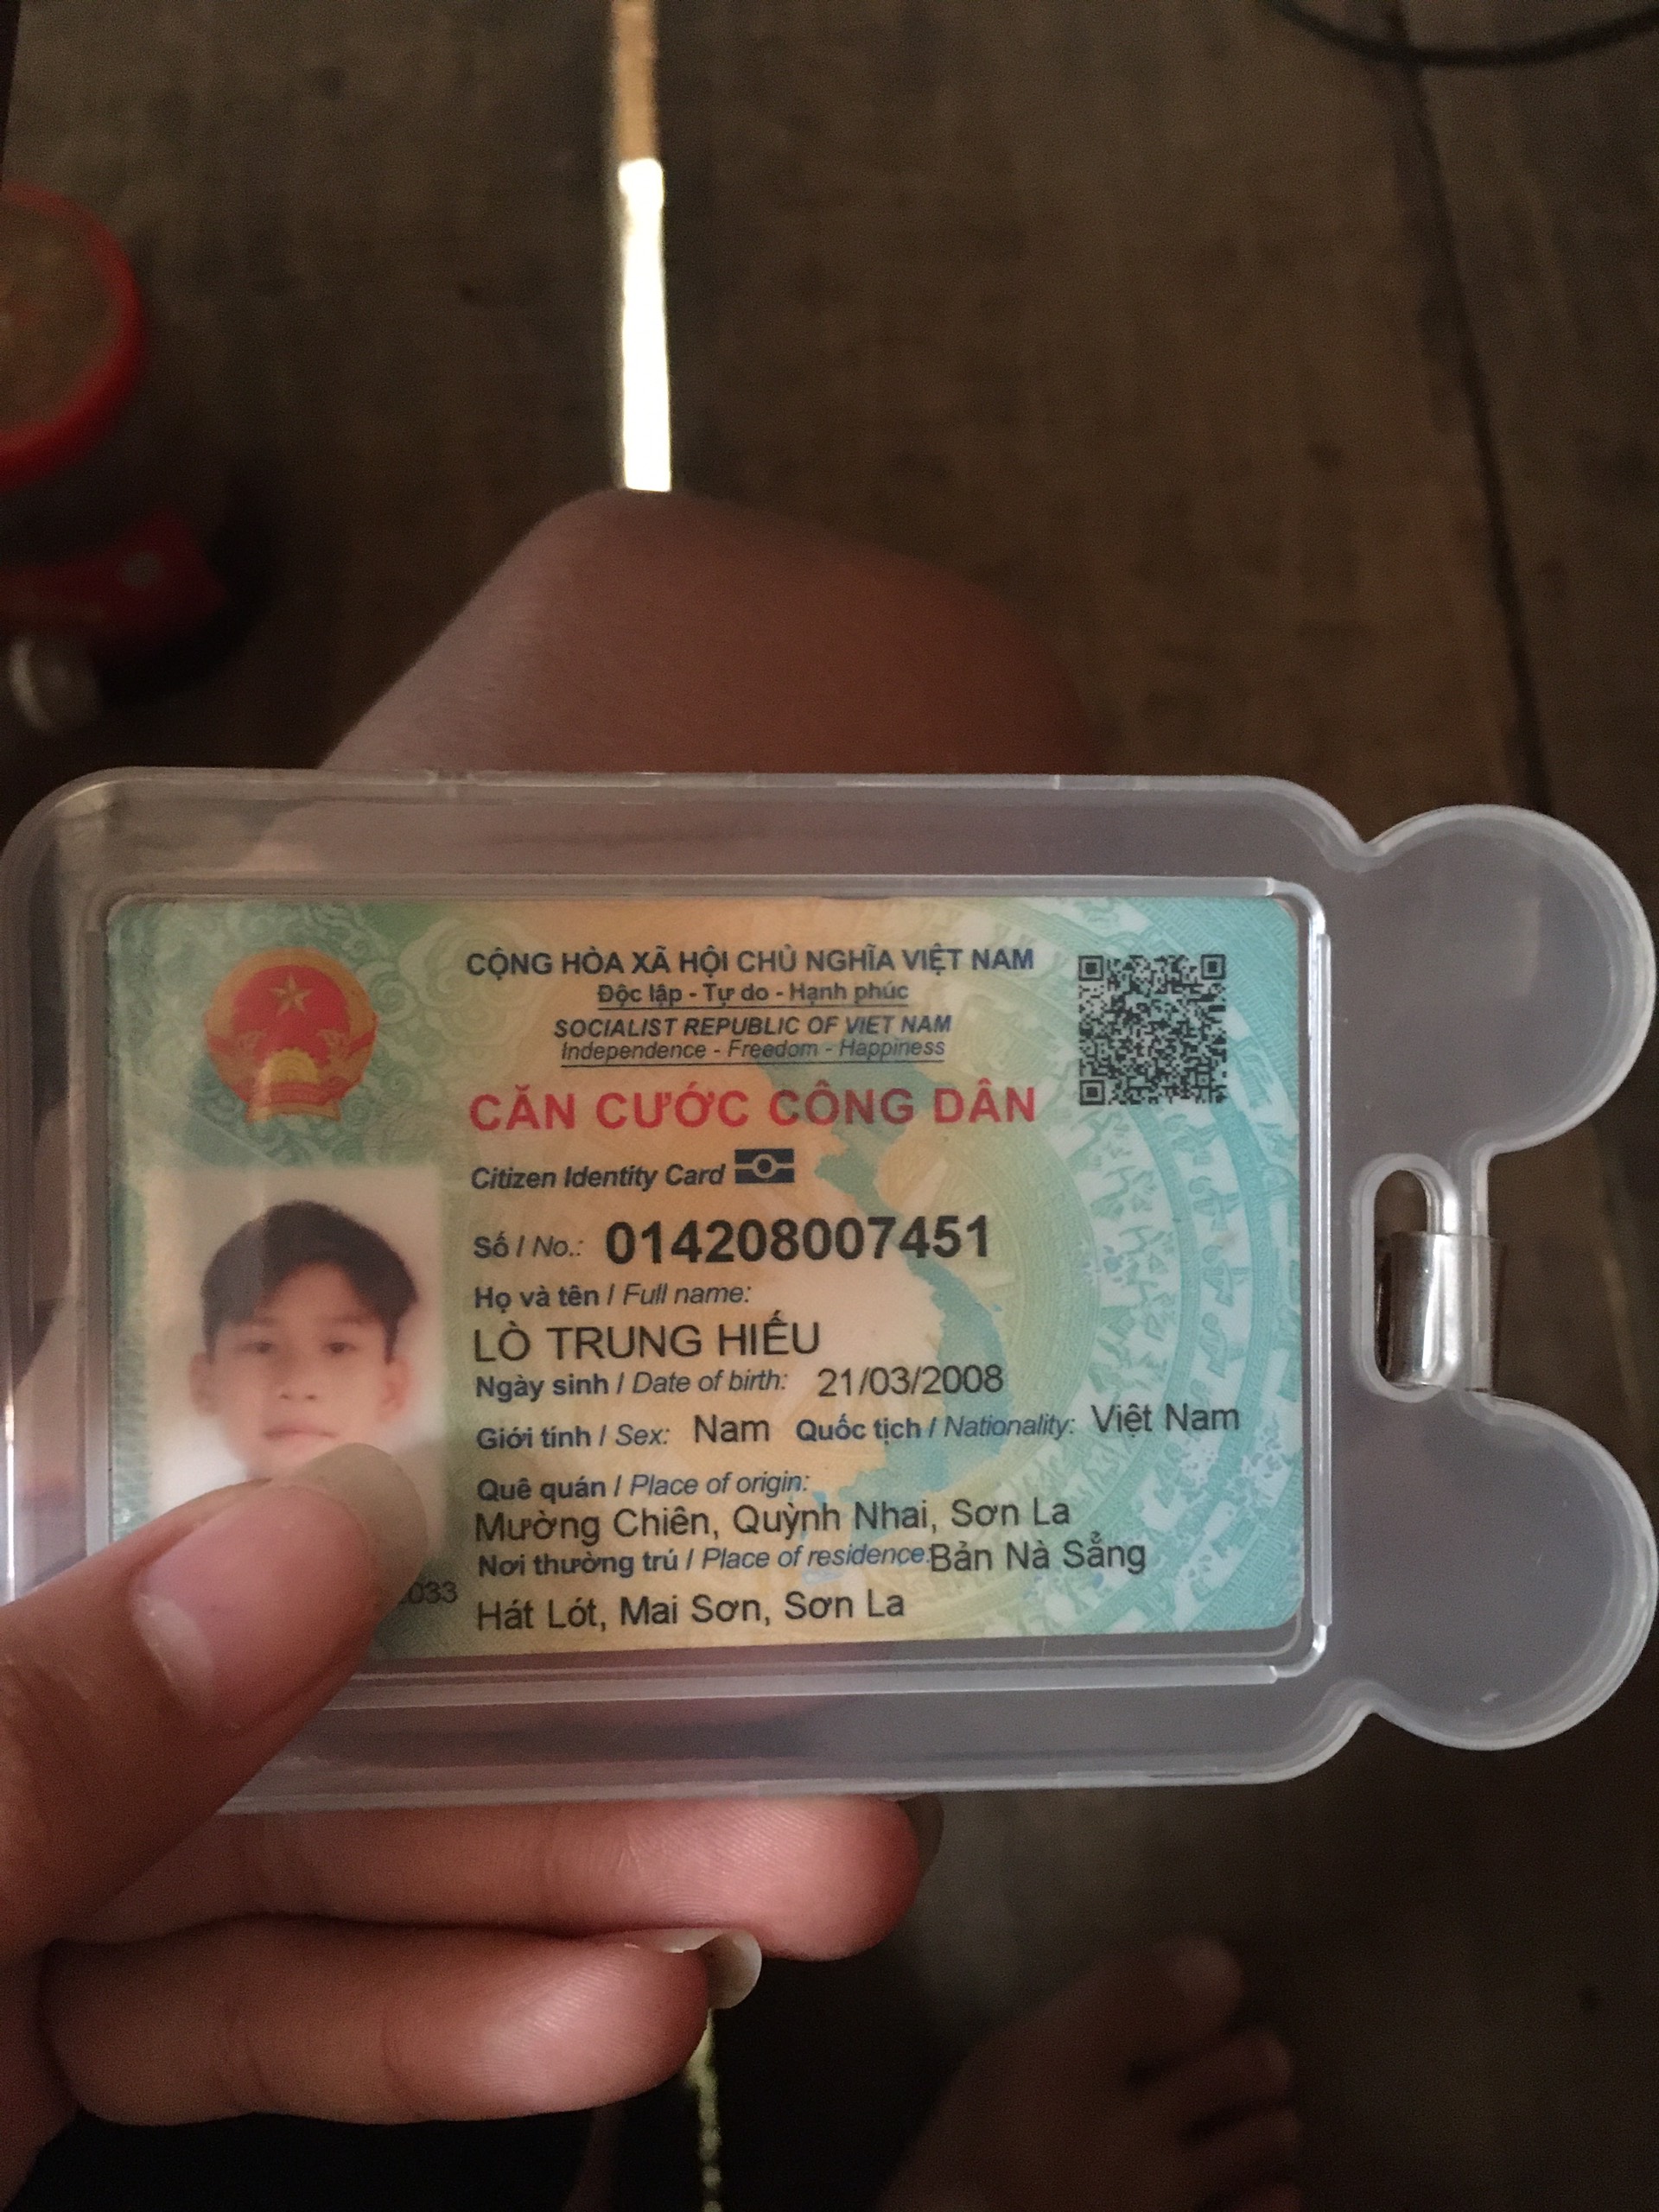 CỘNG HÒA XÃ HỘI CHỦ NGHĨA VIỆT NAM
Độc lập - Tự do - Hạnh phúc
SOCIALIST REPUBLIC OF VIET NAM
Independence - Freedom - Happiness
CĂN CƯỚC CÔNG DÂN
Citizen Identity Card
Số / No.: 014208007451
Họ và tên / Full name:
LÒ TRUNG HIẾU
Ngày sinh / Date of birth: 21/03/2008
Giới tính / Sex: Nam Quốc tịch / Nationality: Việt Nam
Quê quán / Place of origin:
Mường Chiên, Quỳnh Nhai, Sơn La
Nơi thường trú / Place of residence: Bản Nà Sẳng
Hát Lót, Mai Sơn, Sơn La